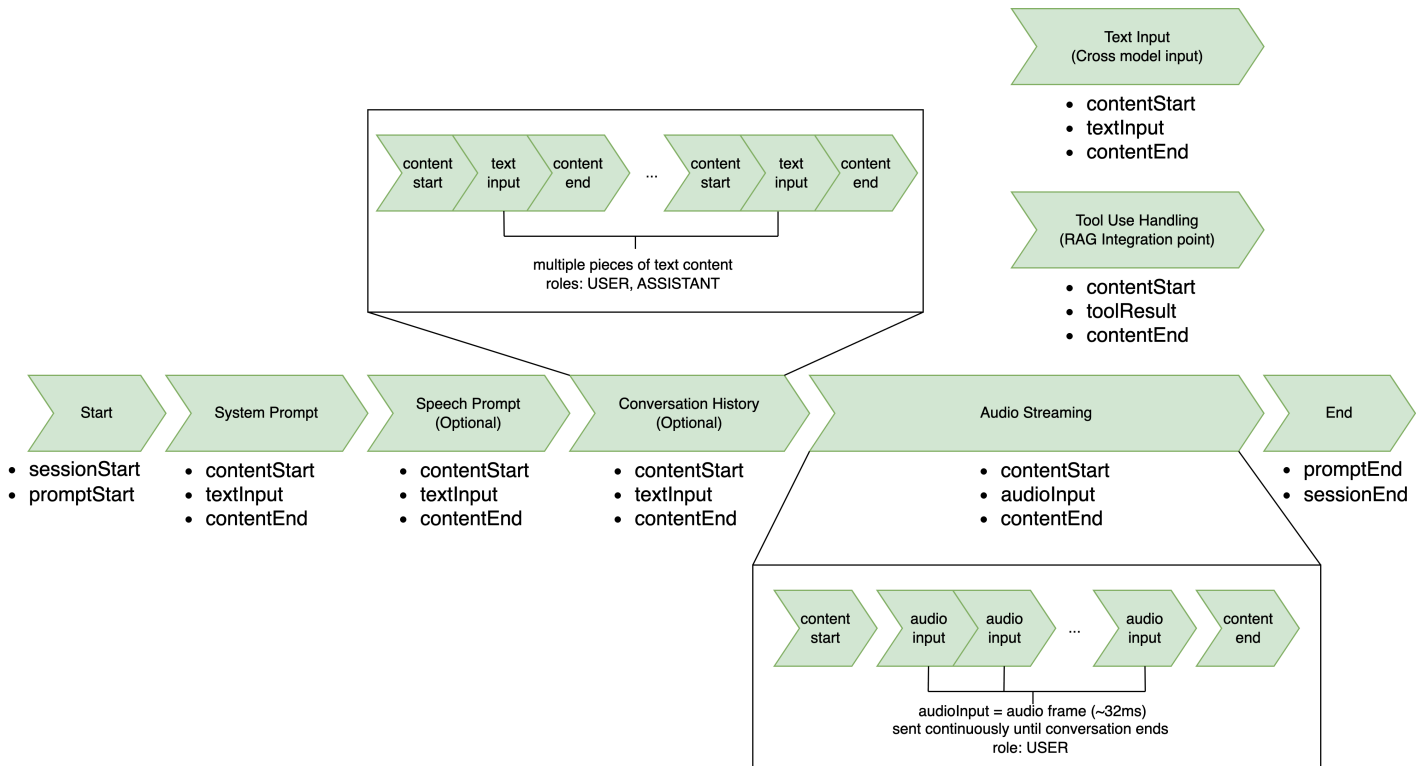 Text Input
(Cross model input)
• contentStart
• textInput
• contentEnd
content
start
text
input
content
end
...
content
start
text
input
content
end
multiple pieces of text content
roles: USER, ASSISTANT
Tool Use Handling
(RAG Integration point)
• contentStart
• toolResult
• contentEnd
Start
• sessionStart
• promptStart
System Prompt
• contentStart
• textInput
• contentEnd
Speech Prompt
(Optional)
• contentStart
• textInput
• contentEnd
Conversation History
(Optional)
• contentStart
• textInput
• contentEnd
Audio Streaming
• contentStart
• audioInput
• contentEnd
End
• promptEnd
• sessionEnd
content
start
audio
input
audio
input
...
audio
input
content
end
audioInput = audio frame (~32ms)
sent continuously until conversation ends
role: USER